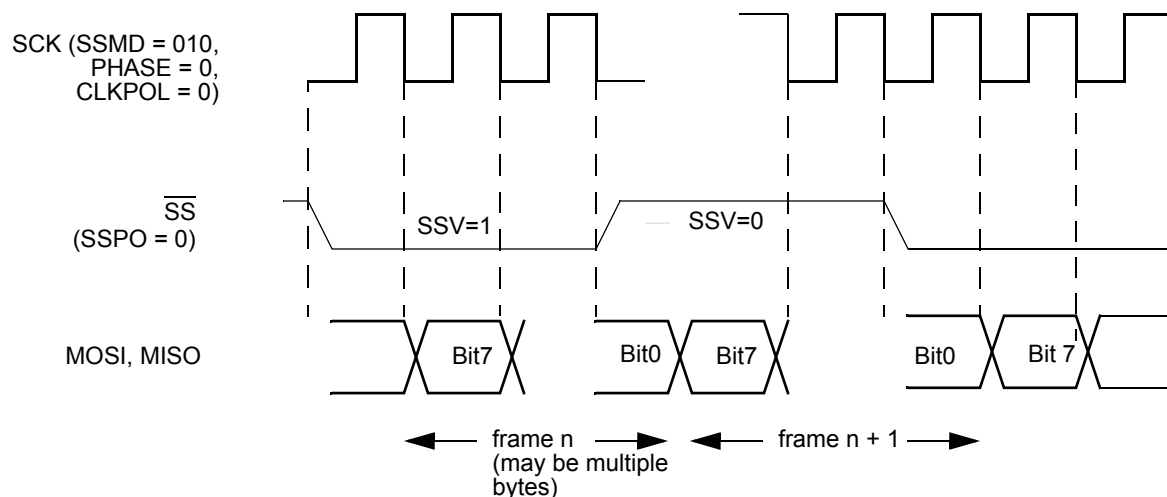 SCK (SSMD = 010,
PHASE = 0,
CLKPOL = 0)
SS
(SSPO = 0)
SSV=1
SSV=0
MOSI, MISO
Bit7
Bit0
Bit7
Bit0
Bit 7
frame n
(may be multiple
bytes)
frame n + 1